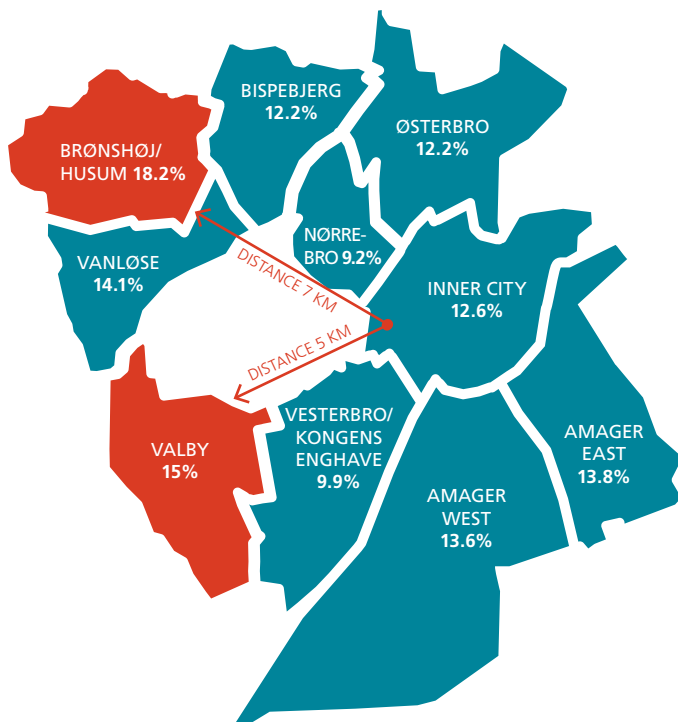 BISPEBJERG
12.2%
ØSTERBRO
12.2%
BRØNSHØJ/
HUSUM 18.2%
NØRRE-
BRO 9.2%
VANLØSE
14.1%
DISTANCE 7 KM
INNER CITY
12.6%
DISTANCE 5 KM
VALBY
15%
VESTERBRO/
KONGENS
ENGHAVE
9.9%
AMAGER
EAST
13.8%
AMAGER
WEST
13.6%